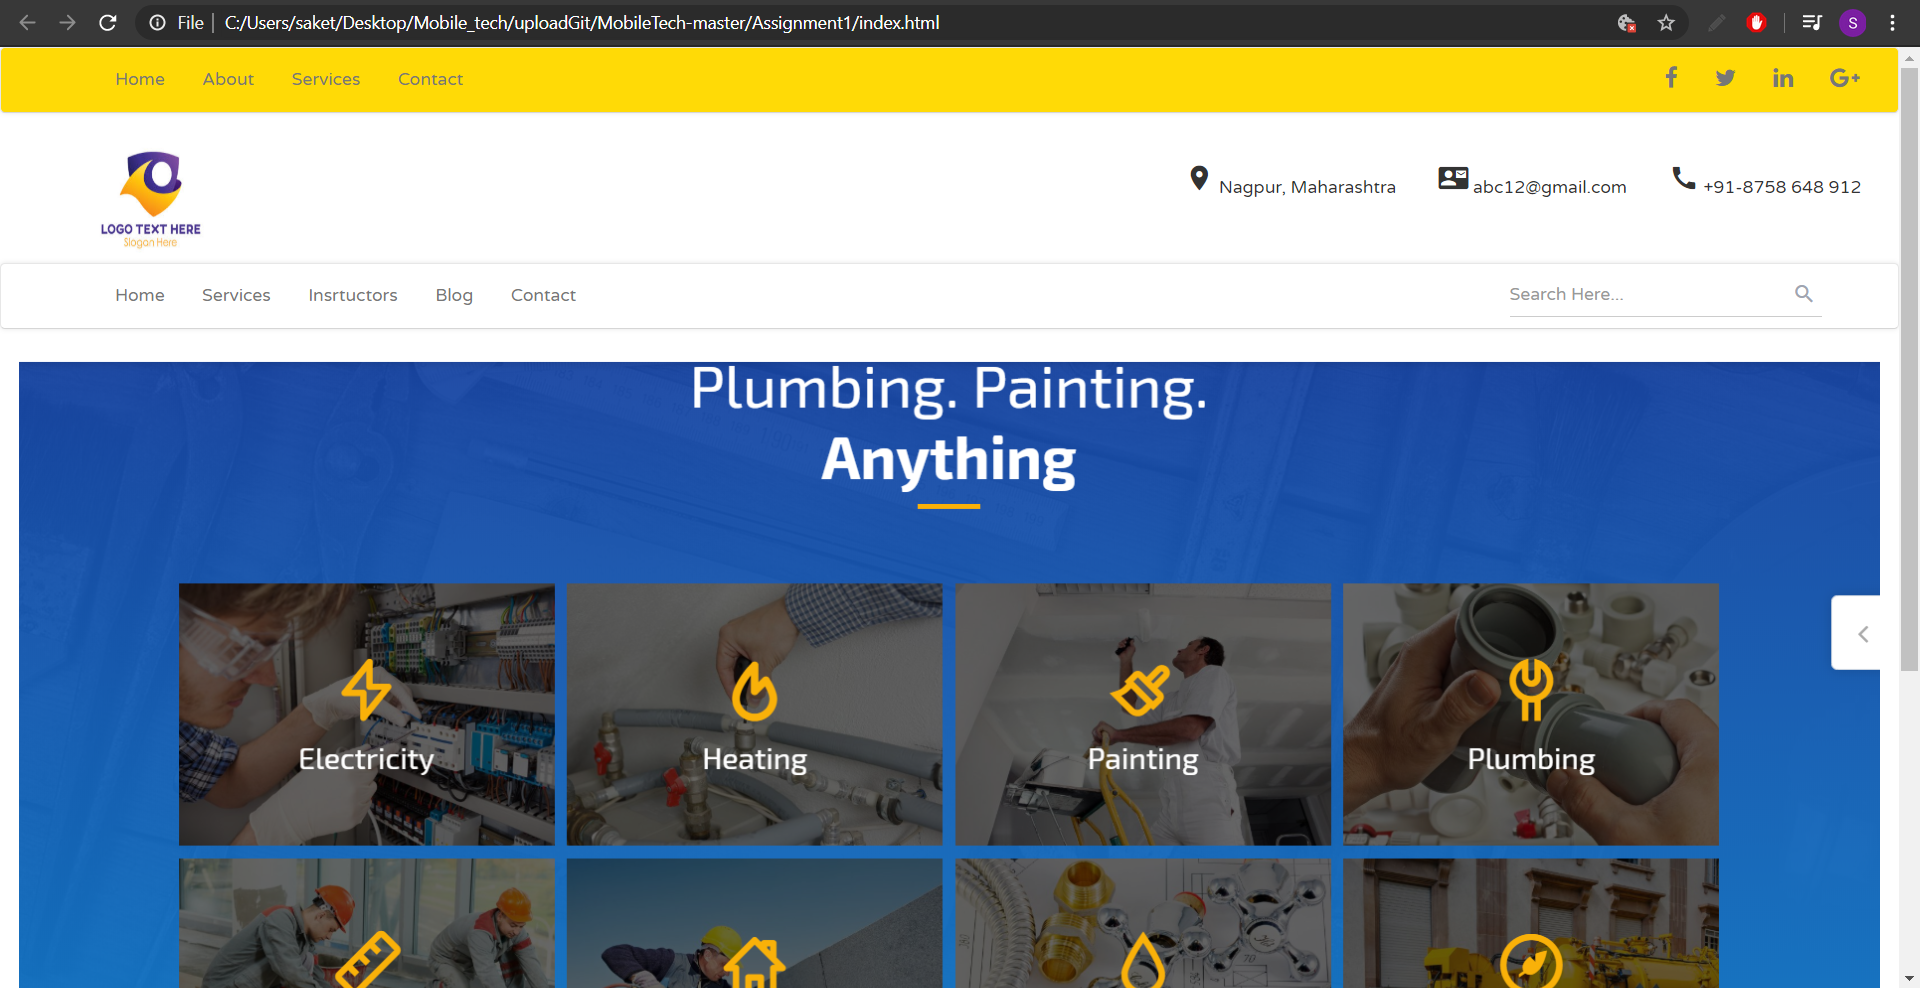 File | C:/Users/saket/Desktop/Mobile_tech/uploadGit/MobileTech-master/Assignment1/index.html
S
Home About Services Contact
G+
LOGO TEXT HERE
Slogan Here
Nagpur, Maharashtra abc12@gmail.com +91-8758 648 912
Home Services Insrtuctors Blog Contact Search Here...
Plumbing. Painting.
Anything
Electricity Heating Painting Plumbing